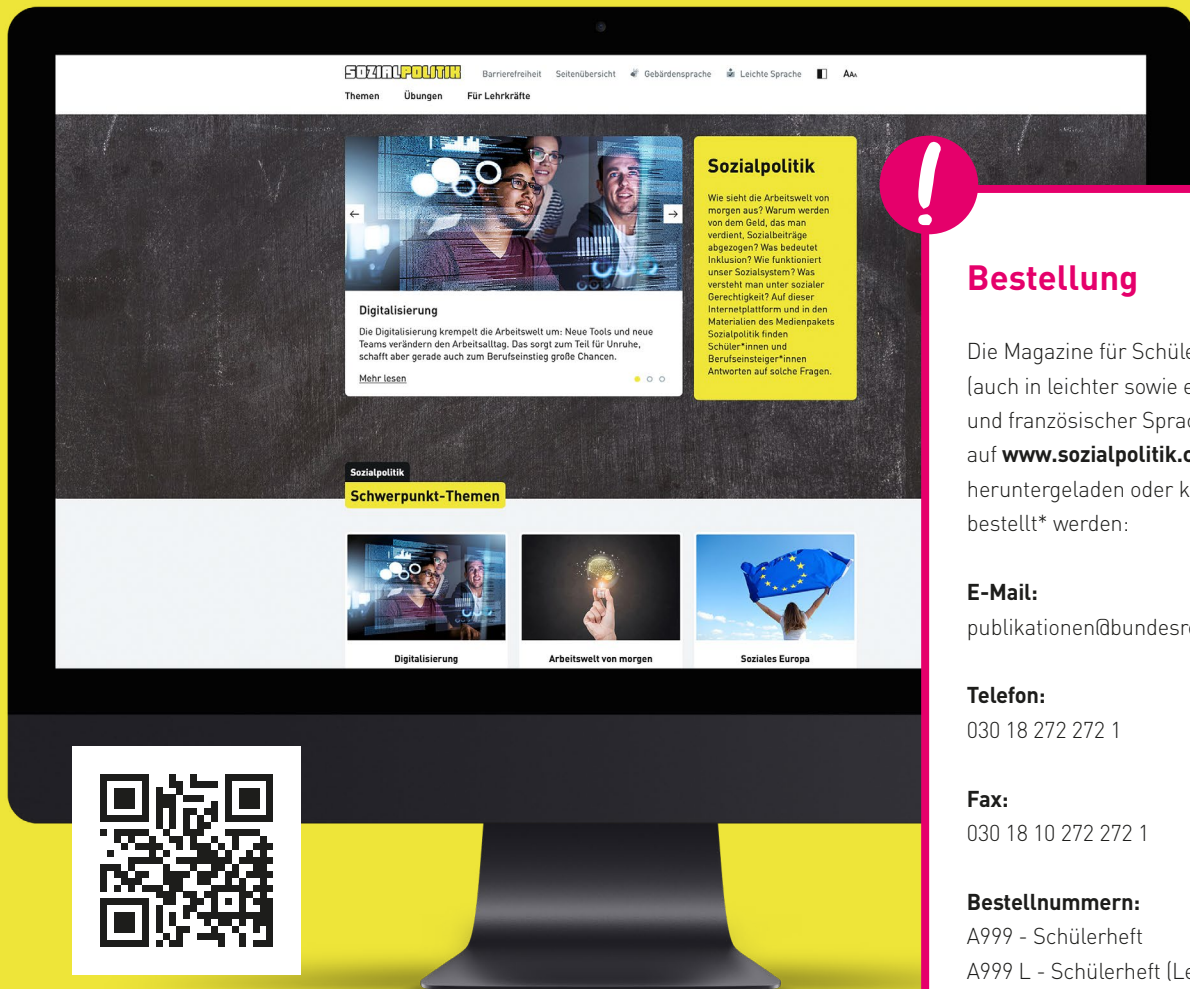 SOZIALPOLITIK
Barrierefreiheit Seitenübersicht Gebärdensprache Leichte Sprache AAA
Themen Übungen Für Lehrkräfte
Digitalisierung
Die Digitalisierung krempelt die Arbeitswelt um: Neue Tools und neue
Teams verändern den Arbeitsalltag. Das sorgt zum Teil für Unruhe,
schafft aber gerade auch zum Berufseinstieg große Chancen.
Mehr lesen
Sozialpolitik
Wie sieht die Arbeitswelt von
morgen aus? Warum werden
von dem Geld, das man
verdient, Sozialbeiträge
abgezogen? Was bedeutet
Inklusion? Wie funktioniert
unser Sozialsystem? Was
versteht man unter sozialer
Gerechtigkeit? Auf dieser
Internetplattform und in den
Materialien des Medienpakets
Sozialpolitik finden
Schüler*innen und
Berufseinsteiger*innen
Antworten auf solche Fragen.
Sozialpolitik
Schwerpunkt-Themen
Digitalisierung
Arbeitswelt von morgen
Soziales Europa
!
Bestellung
Die Magazine für Schüle
(auch in leichter sowie e
und französischer Sprac
auf www.sozialpolitik.c
heruntergeladen oder k
bestellt* werden:
E-Mail:
publikationen@bundesre
Telefon:
030 18 272 272 1
Fax:
030 18 10 272 272 1
Bestellnummern:
A999 - Schülerheft
A999 L - Schülerheft (Le